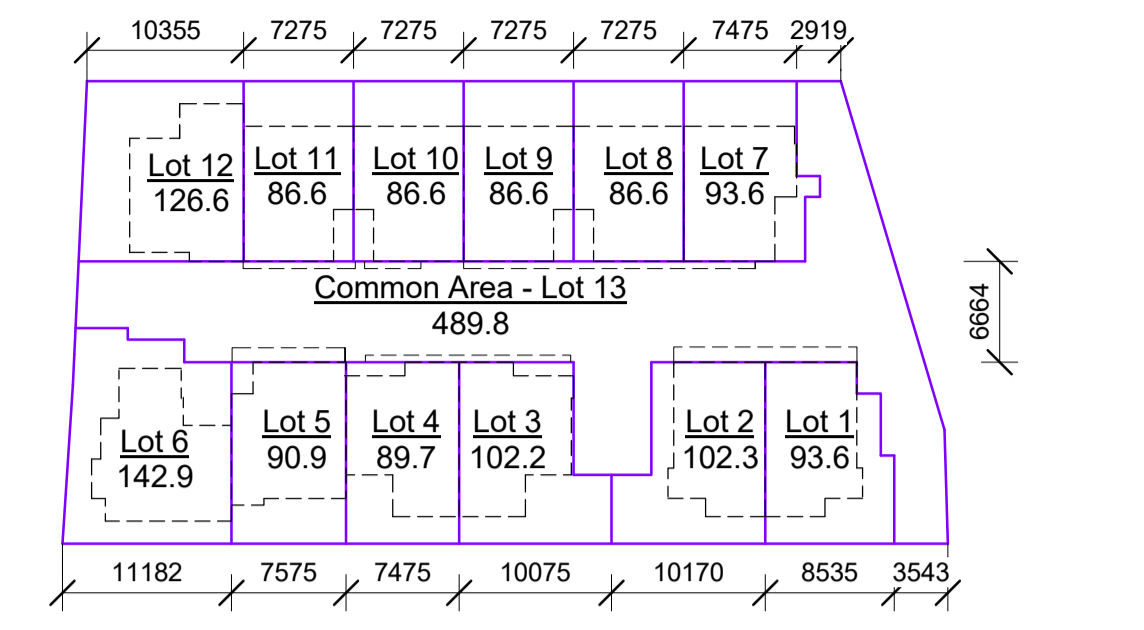 10355 7275 7275 7275 7275 7475 2919
Lot 12 Lot 11 Lot 10 Lot 9 Lot 8 Lot 7
126.6 86.6 86.6 86.6 86.6 93.6
Common Area - Lot 13
489.8
6664
Lot 6 Lot 5 Lot 4 Lot 3 Lot 2 Lot 1
142.9 90.9 89.7 102.2 102.3 93.6
11182 7575 7475 10075 10170 8535 3543